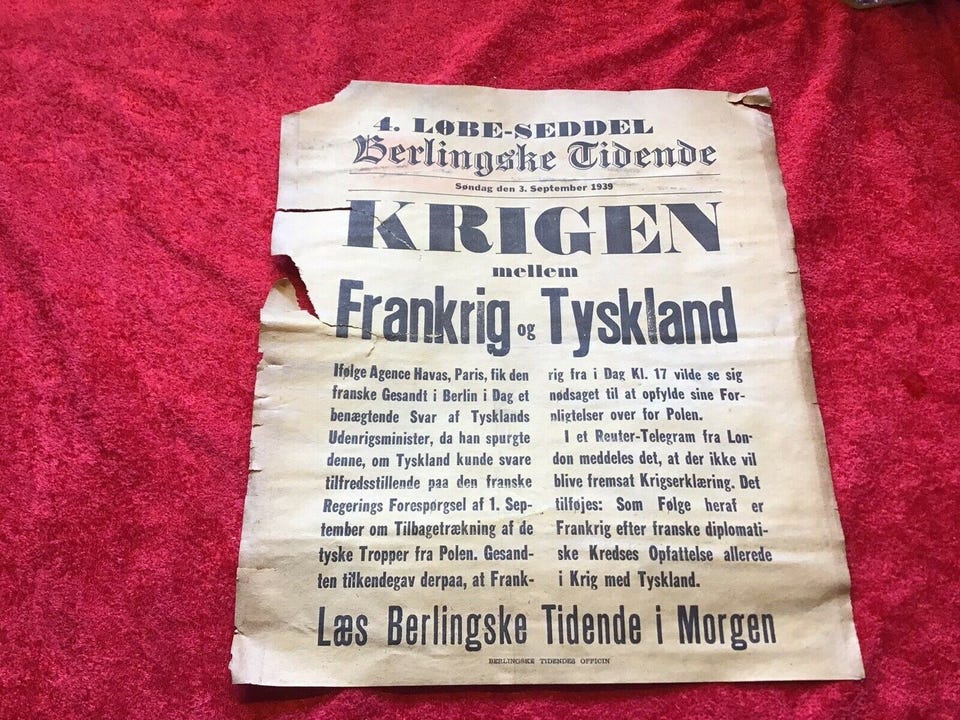 4. LØBE-SEDDEL
Berlingske Tidende
Søndag den 3. September 1939
KRIGEN
mellem
Frankrig og Tyskland
Ifølge Agence Havas, Paris, fik den
franske Gesandt i Berlin i Dag et
benægtende Svar af Tysklands
Udenrigsminister, da han spurgte
denne, om Tyskland kunde svare
tilfredsstillende paa den franske
Regerings Forespørgsel af 1. Sep-
tember om Tilbagetrækning af de
tyske Tropper fra Polen. Gesand-
ten tilkendegav derpaa, at Frank-
rig fra i Dag Kl. 17 vilde se sig
nødsaget til at opfylde sine For-
pligtelser over for Polen.
I et Reuter-Telegram fra Lon-
don meddeles det, at der ikke vil
blive fremsat Krigserklæring. Det
tilføjes: Som Følge heraf er
Frankrig efter franske diplomati-
ske Kredses Opfattelse allerede
i Krig med Tyskland.
Læs Berlingske Tidende i Morgen
BERLINGSKE TIDENDES OFFICIN